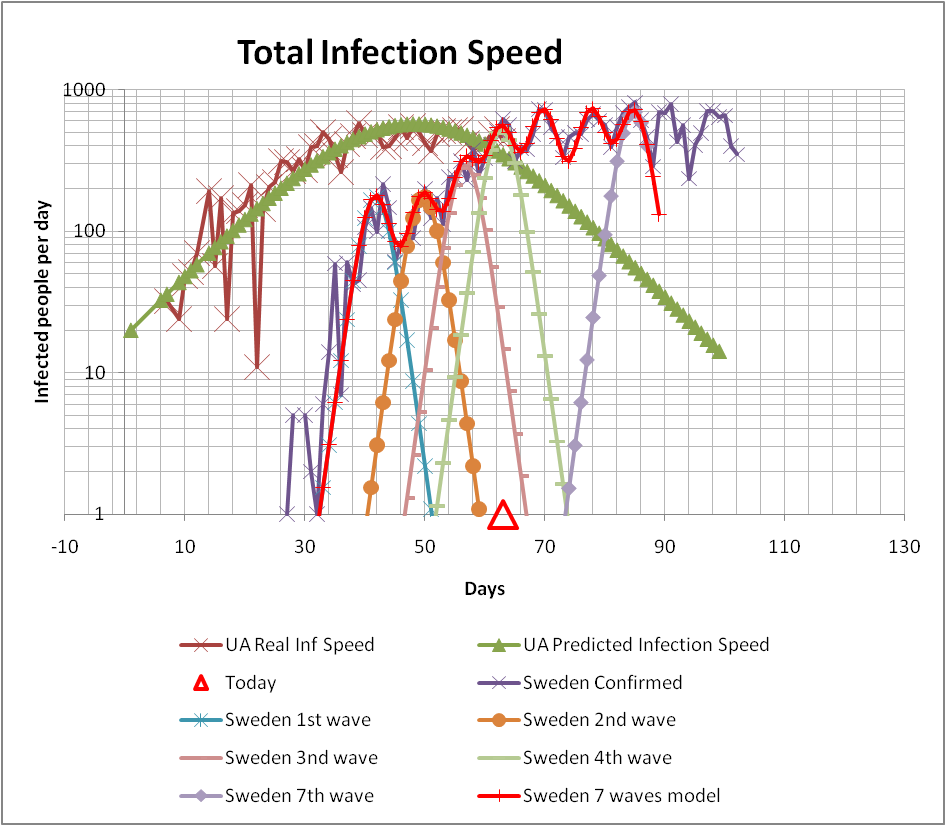 Total Infection Speed
1000
100
10
1
-10 10 30 50 70 90 110 130
Infected people per day
Days
UA Real Inf Speed
UA Predicted Infection Speed
Today
Sweden Confirmed
Sweden 1st wave
Sweden 2nd wave
Sweden 3nd wave
Sweden 4th wave
Sweden 7th wave
Sweden 7 waves model